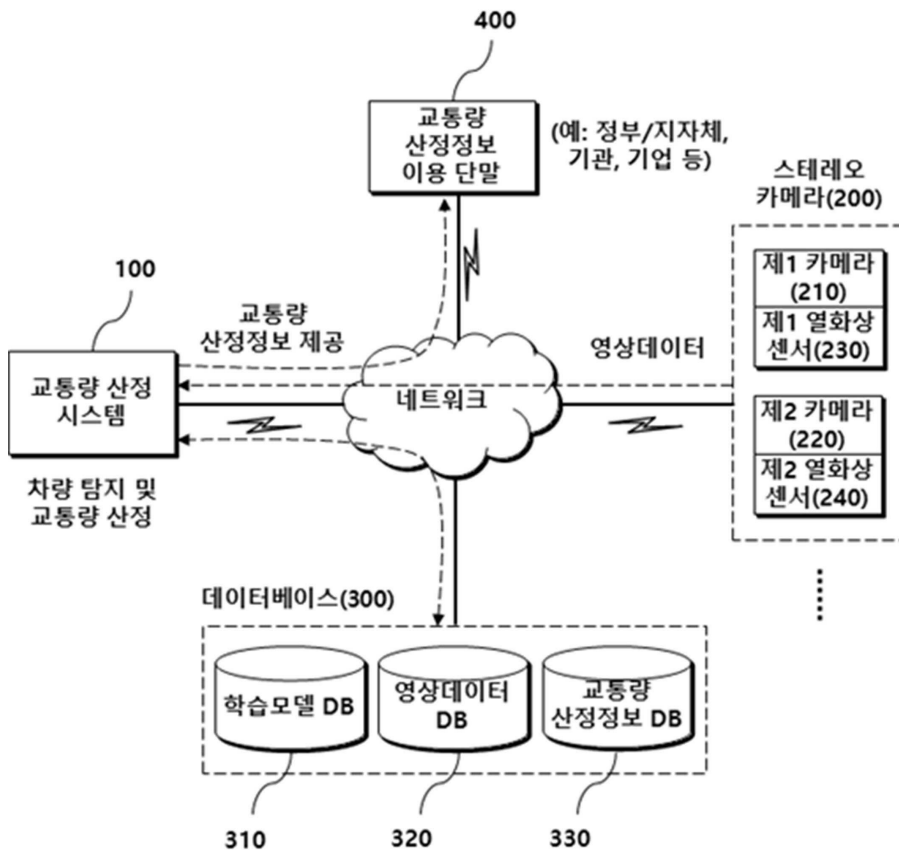 400
교통량
산정정보
이용 단말
(예: 정부/지자체,
기관, 기업 등)
스테레오
카메라(200)
제1 카메라
(210)
제1 열화상
센서(230)
제2 카메라
(220)
제2 열화상
센서(240)
100
교통량
산정정보 제공
영상데이터
교통량 산정
시스템
네트워크
차량 탐지 및
교통량 산정
데이터베이스(300)
학습모델 DB
영상데이터
DB
교통량
산정정보 DB
310
320
330